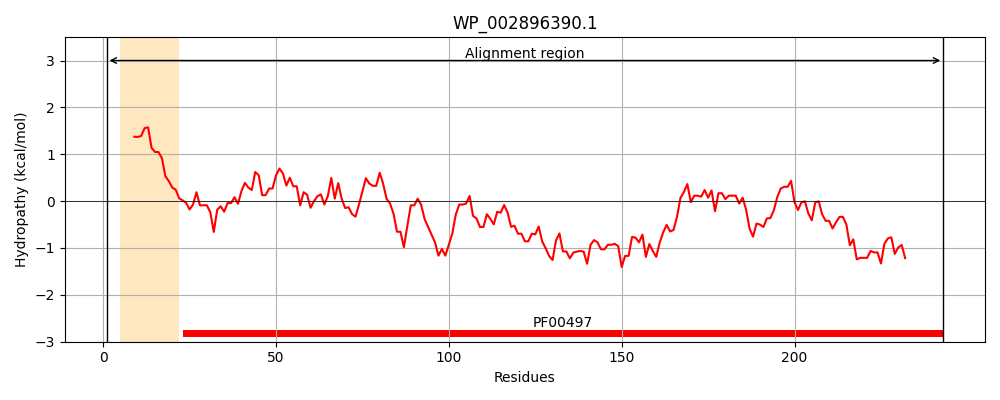 WP_002896390.1
Alignment region
3
2
1
0
−1
−2
−3
Hydropathy (kcal/mol)
PF00497
0 50 100 150 200
Residues